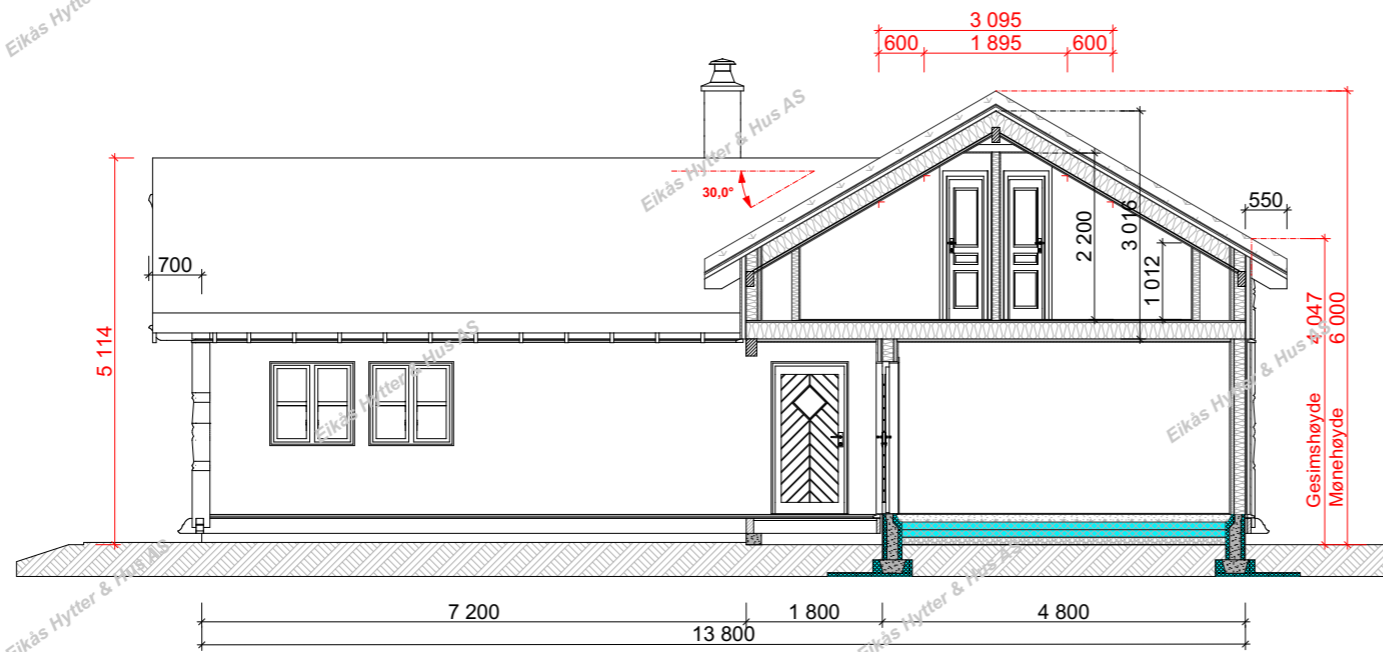 Eikås Hytter
3 095
600 1 895 600
Eikås Hytter & Hus AS
30,0°
550
700
2 200
3 016
1 012
5 114
4 047
6 000
Gesimshøyde
Mønehøyde
Eikås Hytter & Hus AS
Eikås Hytter & Hus AS
Eikås Hytter & Hus AS
Eikås Hytter & Hus AS
7 200 1 800 4 800
13 800